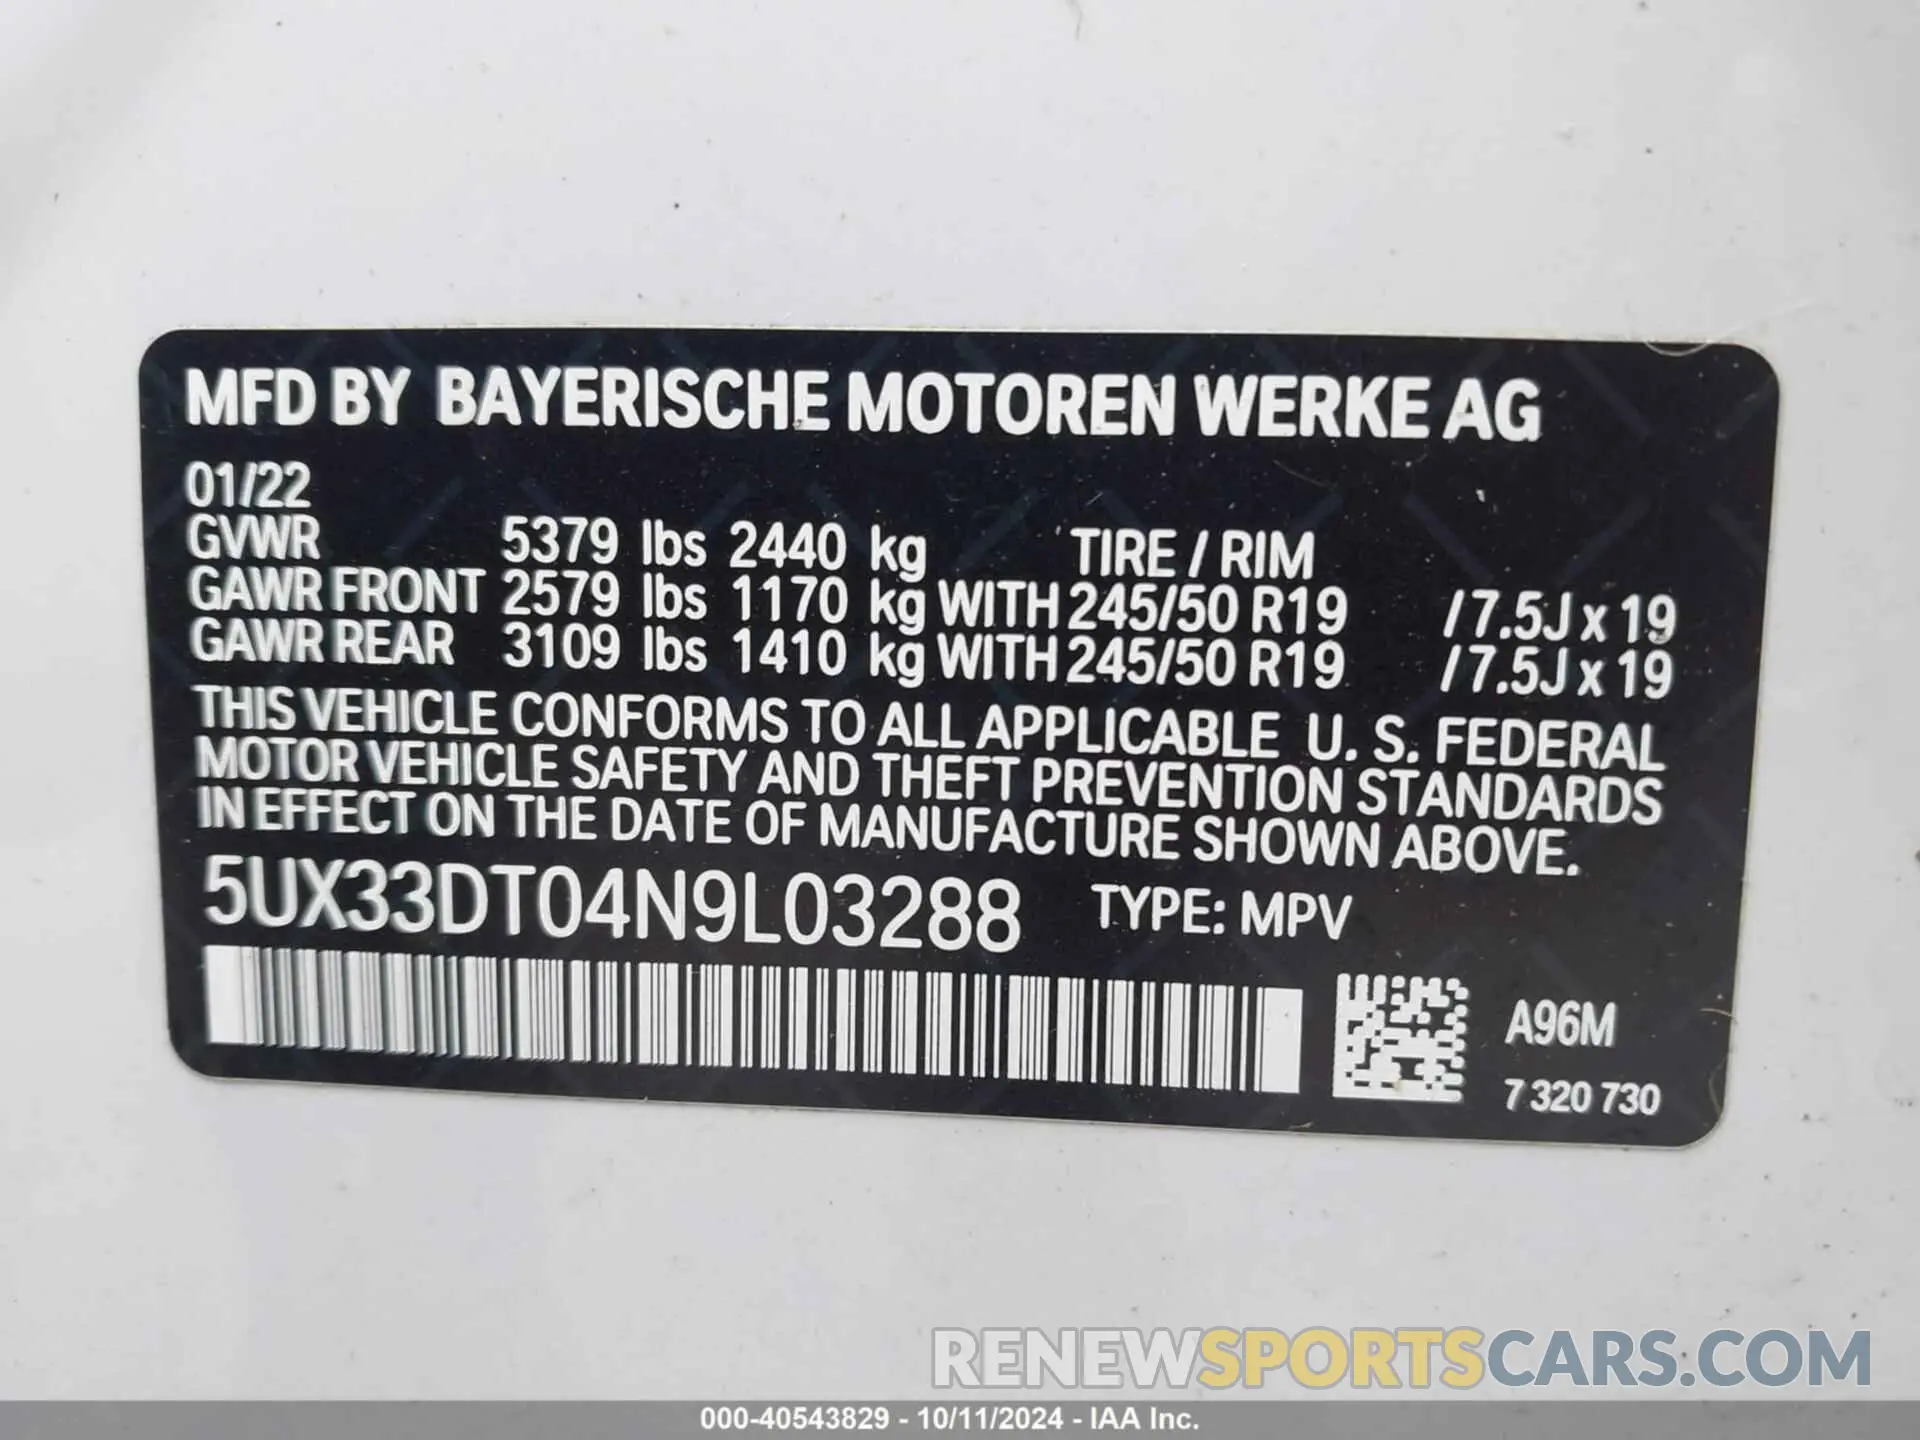 MFD BY BAYERISCHE MOTOREN WERKE AG
01/22
GVWR 5379 lbs 2440 kg TIRE / RIM
GAWR FRONT 2579 lbs 1170 kg WITH 245/50 R19 /7.5J x 19
GAWR REAR 3109 lbs 1410 kg WITH 245/50 R19 /7.5J x 19
THIS VEHICLE CONFORMS TO ALL APPLICABLE U. S. FEDERAL
MOTOR VEHICLE SAFETY AND THEFT PREVENTION STANDARDS
IN EFFECT ON THE DATE OF MANUFACTURE SHOWN ABOVE.
5UX33DT04N9L03288 TYPE: MPV
A96M
7 320 730
RENEWSPORTSCARS.COM
000-40543829 - 10/11/2024 - IAA Inc.